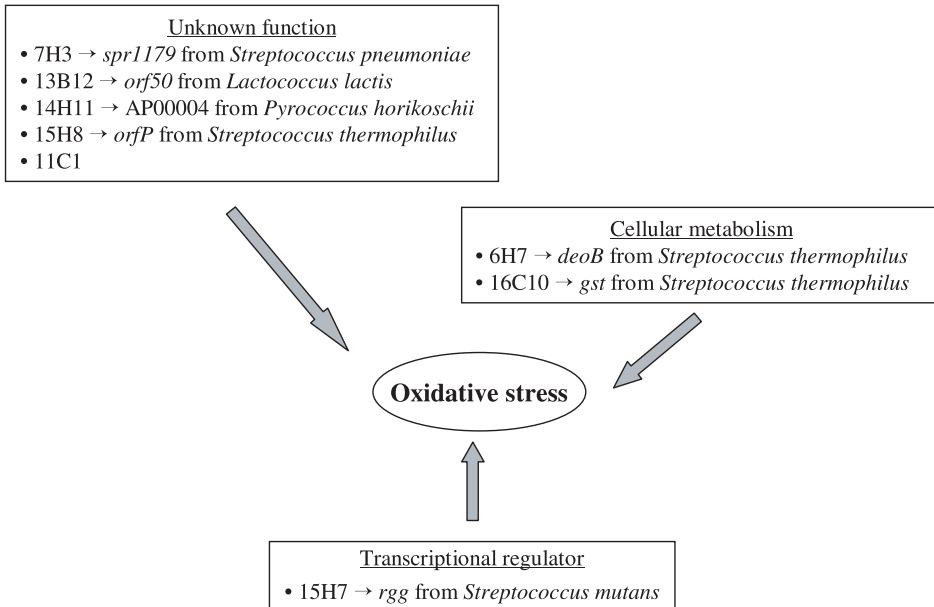 Unknown function
• 7H3 → spr1179 from Streptococcus pneumoniae
• 13B12 → orf50 from Lactococcus lactis
• 14H11 → AP00004 from Pyrococcus horikoschii
• 15H8 → orfP from Streptococcus thermophilus
• 11C1
Cellular metabolism
• 6H7 → deoB from Streptococcus thermophilus
• 16C10 → gst from Streptococcus thermophilus
Oxidative stress
Transcriptional regulator
• 15H7 → rgg from Streptococcus mutans